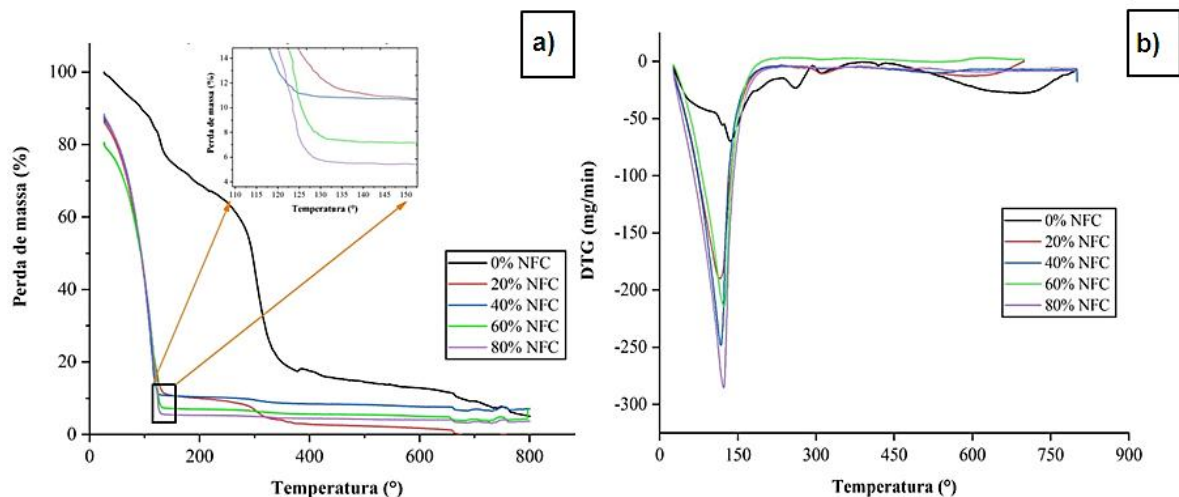 a)
Perda de massa (%)
100
80
60
40
20
0
0
200
400
600
800
Temperatura (°)
Perda de massa (%)
14
12
10
8
6
4
110
115
120
125
130
135
140
145
150
Temperatura (°)
0% NFC
20% NFC
40% NFC
60% NFC
80% NFC
b)
DTG (mg/min)
0
-50
-100
-150
-200
-250
-300
0
150
300
450
600
750
900
Temperatura (°)
0% NFC
20% NFC
40% NFC
60% NFC
80% NFC